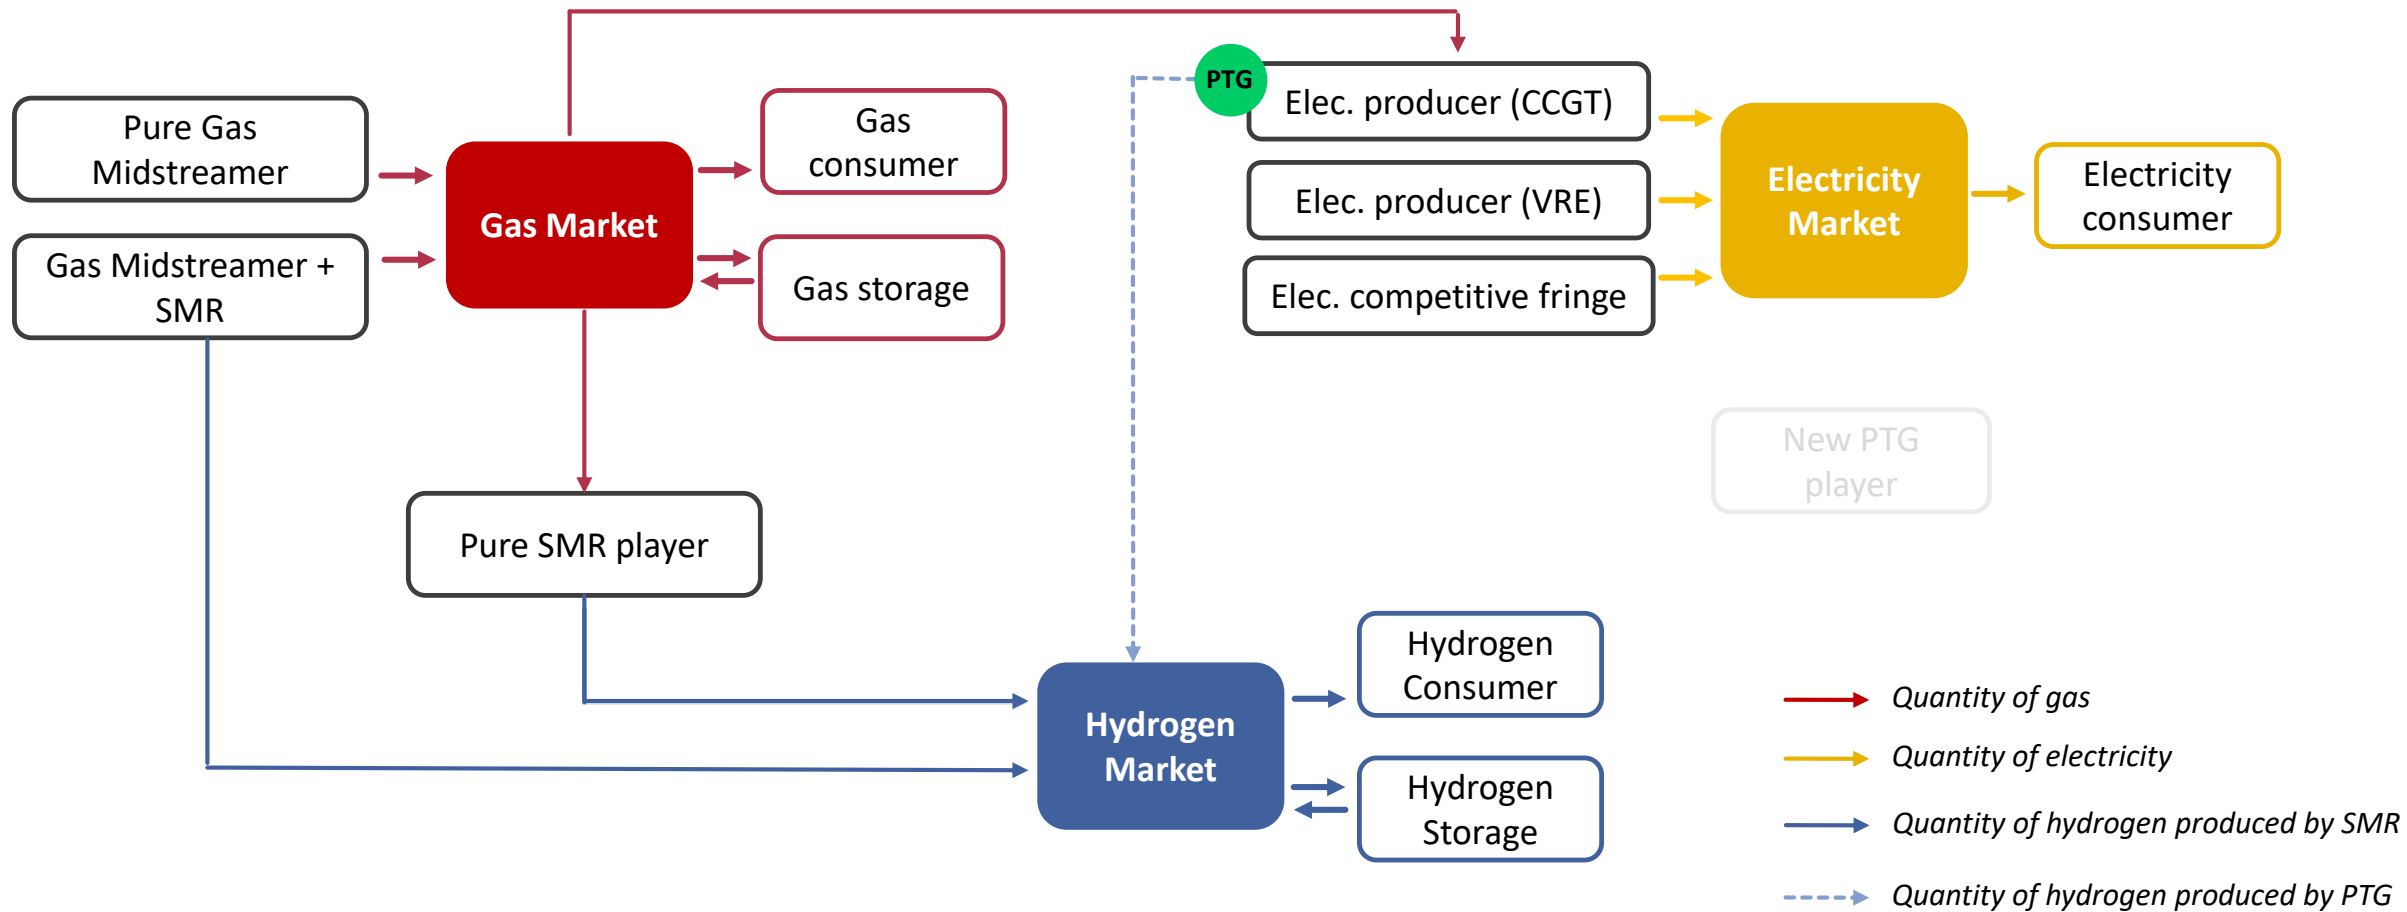 PTG
Elec. producer (CCGT)
Pure Gas
Midstreamer
Gas
consumer
Gas Market
Elec. producer (VRE)
Electricity
Market
Electricity
consumer
Gas Midstreamer +
SMR
Gas storage
Elec. competitive fringe
New PTG
player
Pure SMR player
Hydrogen
Consumer
Hydrogen
Market
Hydrogen
Storage
Quantity of gas
Quantity of electricity
Quantity of hydrogen produced by SMR
Quantity of hydrogen produced by PTG